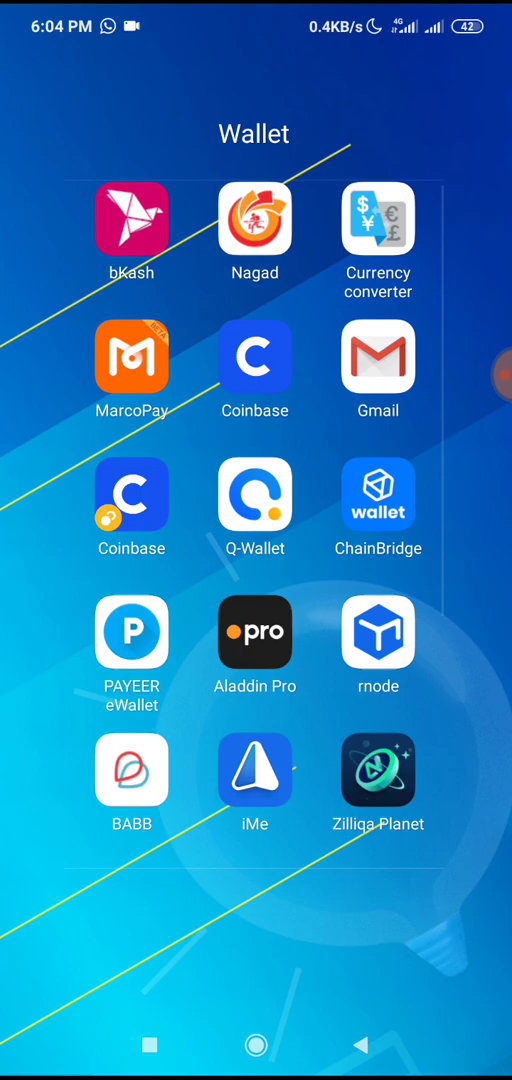 6:04 PM
0.4KB/s 4G 42
Wallet
bKash
Nagad
Currency
converter
BETA
MarcoPay
Coinbase
Gmail
Coinbase
wallet
Q-Wallet
ChainBridge
PAYEER
eWallet
pro
Aladdin Pro
rnode
BABB
iMe
Zilliqa Planet